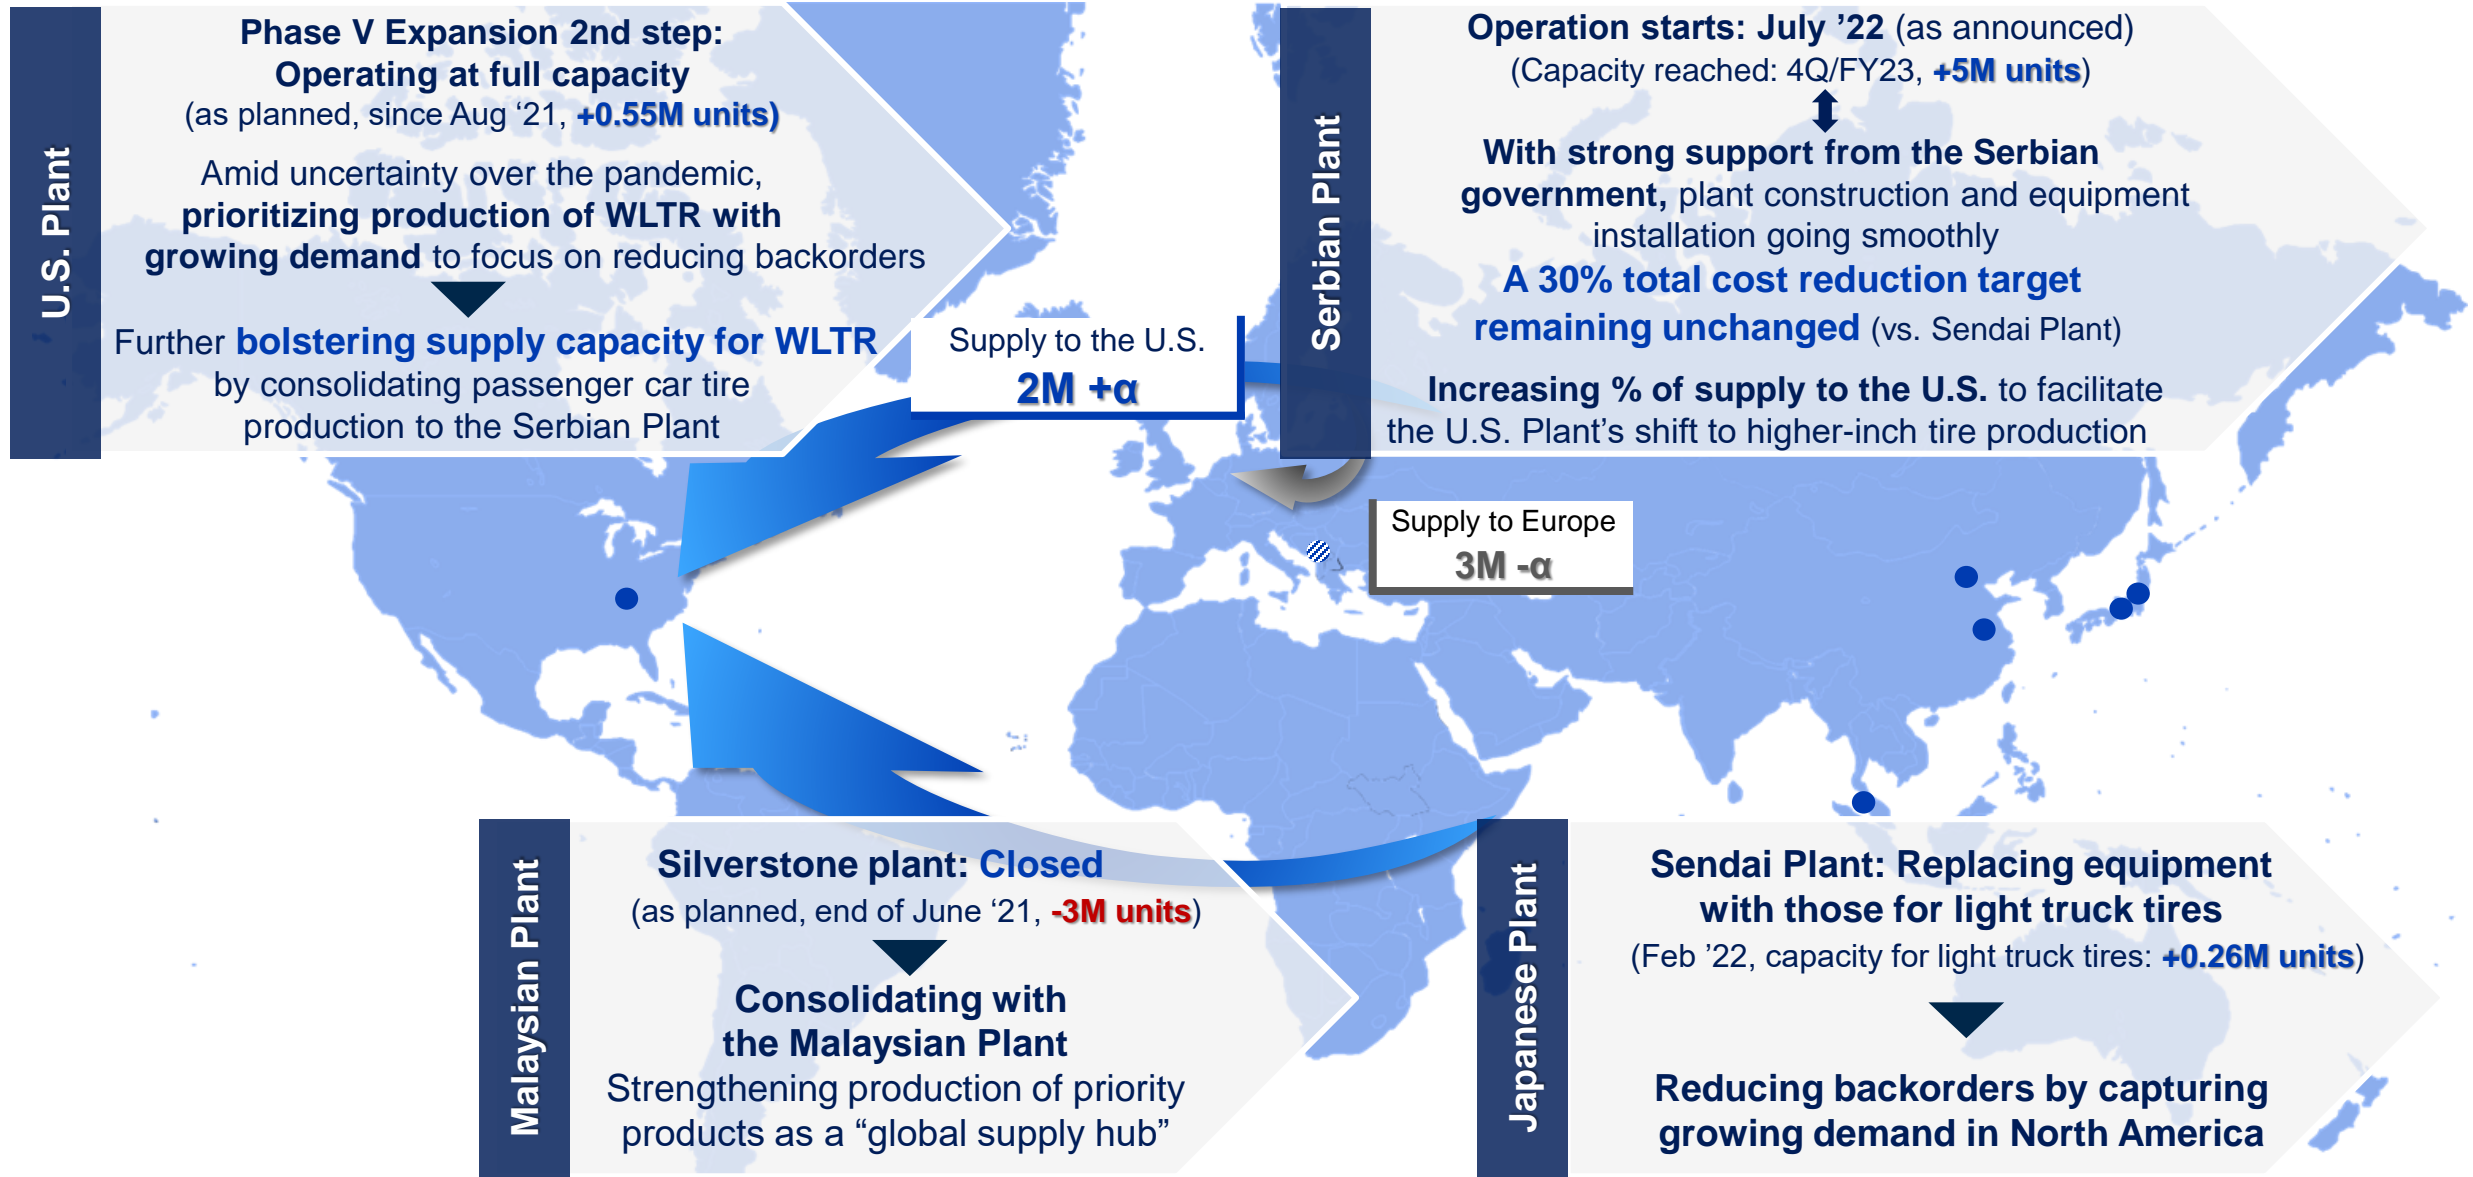 U.S. Plant
Phase V Expansion 2nd step:
Operating at full capacity
(as planned, since Aug ‘21, +0.55M units)
Amid uncertainty over the pandemic,
prioritizing production of WLTR with
growing demand to focus on reducing backorders
Further bolstering supply capacity for WLTR
by consolidating passenger car tire
production to the Serbian Plant
Supply to the U.S.
2M +α
Serbian Plant
Operation starts: July ’22 (as announced)
(Capacity reached: 4Q/FY23, +5M units)
With strong support from the Serbian
government, plant construction and equipment
installation going smoothly
A 30% total cost reduction target
remaining unchanged (vs. Sendai Plant)
Increasing % of supply to the U.S. to facilitate
the U.S. Plant’s shift to higher-inch tire production
Supply to Europe
3M -α
Malaysian Plant
Silverstone plant: Closed
(as planned, end of June ‘21, -3M units)
Consolidating with
the Malaysian Plant
Strengthening production of priority
products as a “global supply hub”
Japanese Plant
Sendai Plant: Replacing equipment
with those for light truck tires
(Feb ’22, capacity for light truck tires: +0.26M units)
Reducing backorders by capturing
growing demand in North America